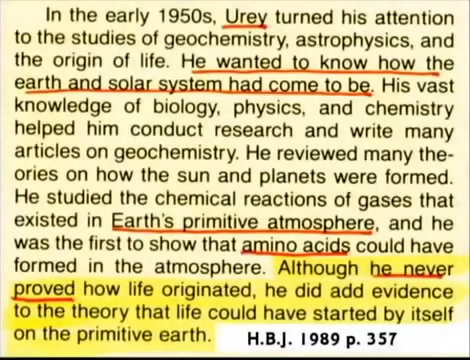 In the early 1950s, Urey turned his attention
to the studies of geochemistry, astrophysics, and
the origin of life. He wanted to know how the
earth and solar system had come to be. His vast
knowledge of biology, physics, and chemistry
helped him conduct research and write many
articles on geochemistry. He reviewed many the-
ories on how the sun and planets were formed.
He studied the chemical reactions of gases that
existed in Earth's primitive atmosphere, and he
was the first to show that amino acids could have
formed in the atmosphere. Although he never
proved how life originated, he did add evidence
to the theory that life could have started by itself
on the primitive earth.
H.B.J. 1989 p. 357